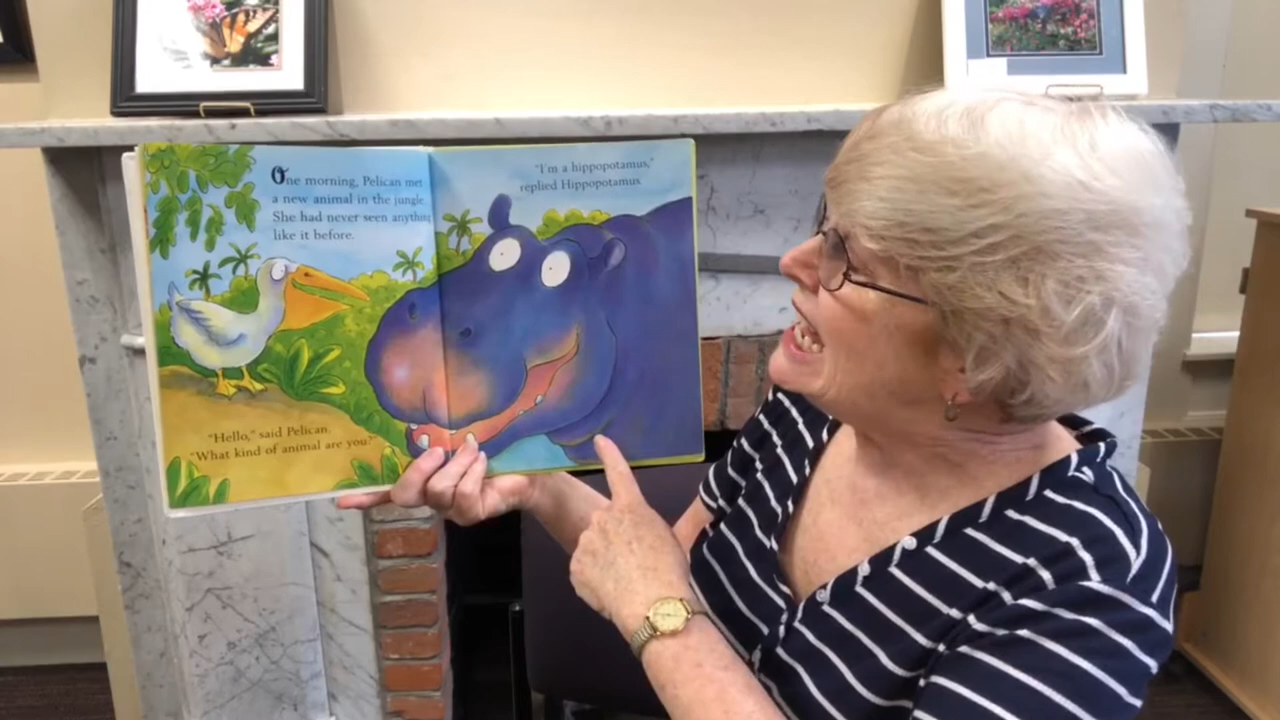 One morning, Pelican met
a new animal in the jungle.
She had never seen anything
like it before.
"Hello," said Pelican.
"What kind of animal are you?"
"I'm a hippopotamus,"
replied Hippopotamus.